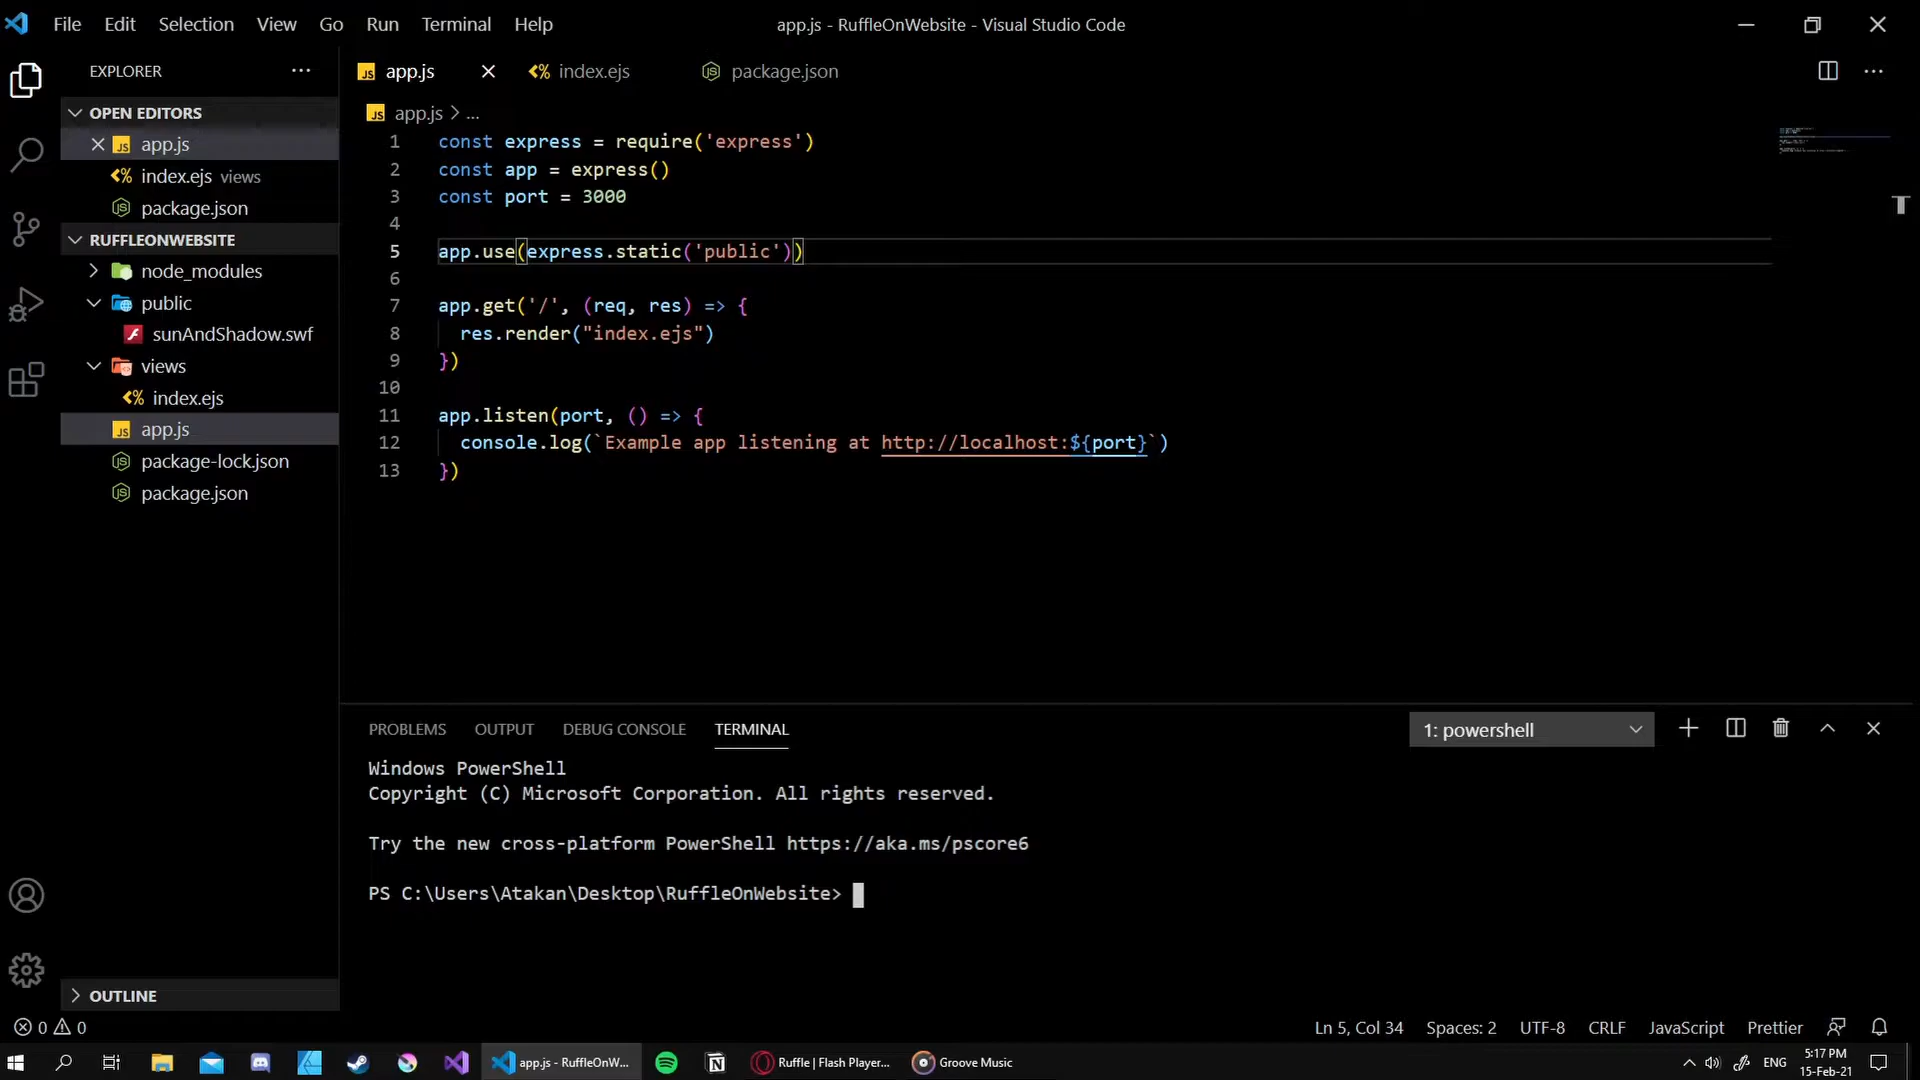 File Edit Selection View Go Run Terminal Help
app.js - RuffleOnWebsite - Visual Studio Code
EXPLORER
OPEN EDITORS
app.js
index.ejs views
package.json
RUFFLEONWEBSITE
node_modules
public
sunAndShadow.swf
views
index.ejs
app.js
package-lock.json
package.json
OUTLINE
app.js index.ejs package.json
app.js > ...
1 const express = require('express')
2 const app = express()
3 const port = 3000
4
5 app.use(express.static('public'))
6
7 app.get('/', (req, res) => {
8 res.render("index.ejs")
9 })
10
11 app.listen(port, () => {
12 console.log(`Example app listening at http://localhost:${port}`)
13 })
PROBLEMS OUTPUT DEBUG CONSOLE TERMINAL
1: powershell
Windows PowerShell
Copyright (C) Microsoft Corporation. All rights reserved.
Try the new cross-platform PowerShell https://aka.ms/pscore6
PS C:\Users\Atakan\Desktop\RuffleOnWebsite>
0 0
Ln 5, Col 34 Spaces: 2 UTF-8 CRLF JavaScript Prettier
app.js - RuffleOnW...
Ruffle | Flash Player...
Groove Music
ENG
5:17 PM
15-Feb-21